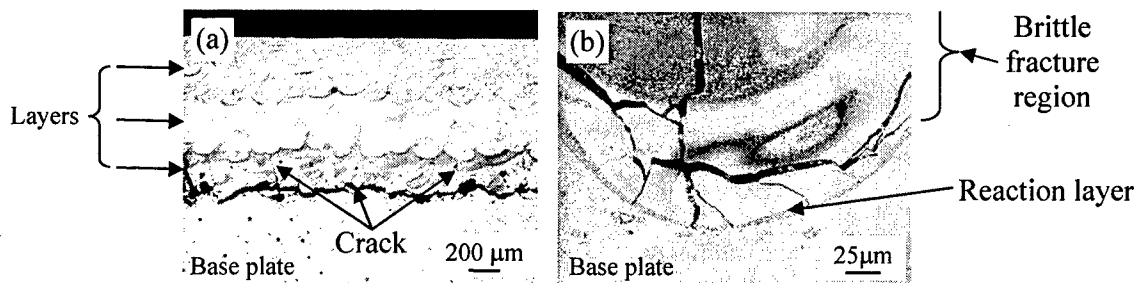 (a)
Layers
Crack
Base plate
200 µm
(b)
Base plate
25µm
Brittle
fracture
region
Reaction layer